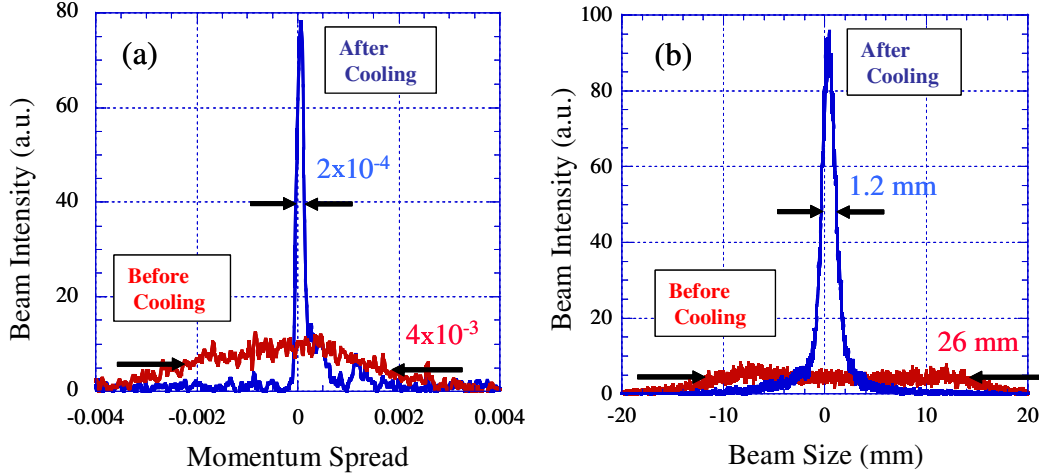 (a)
After
Cooling
2x10⁻⁴
Before
Cooling
4x10⁻³
Beam Intensity (a.u.)
80
60
40
20
0
-0.004
-0.002
0
0.002
0.004
Momentum Spread
(b)
After
Cooling
1.2 mm
Before
Cooling
26 mm
Beam Intensity (a.u.)
100
80
60
40
20
0
-20
-10
0
10
20
Beam Size (mm)